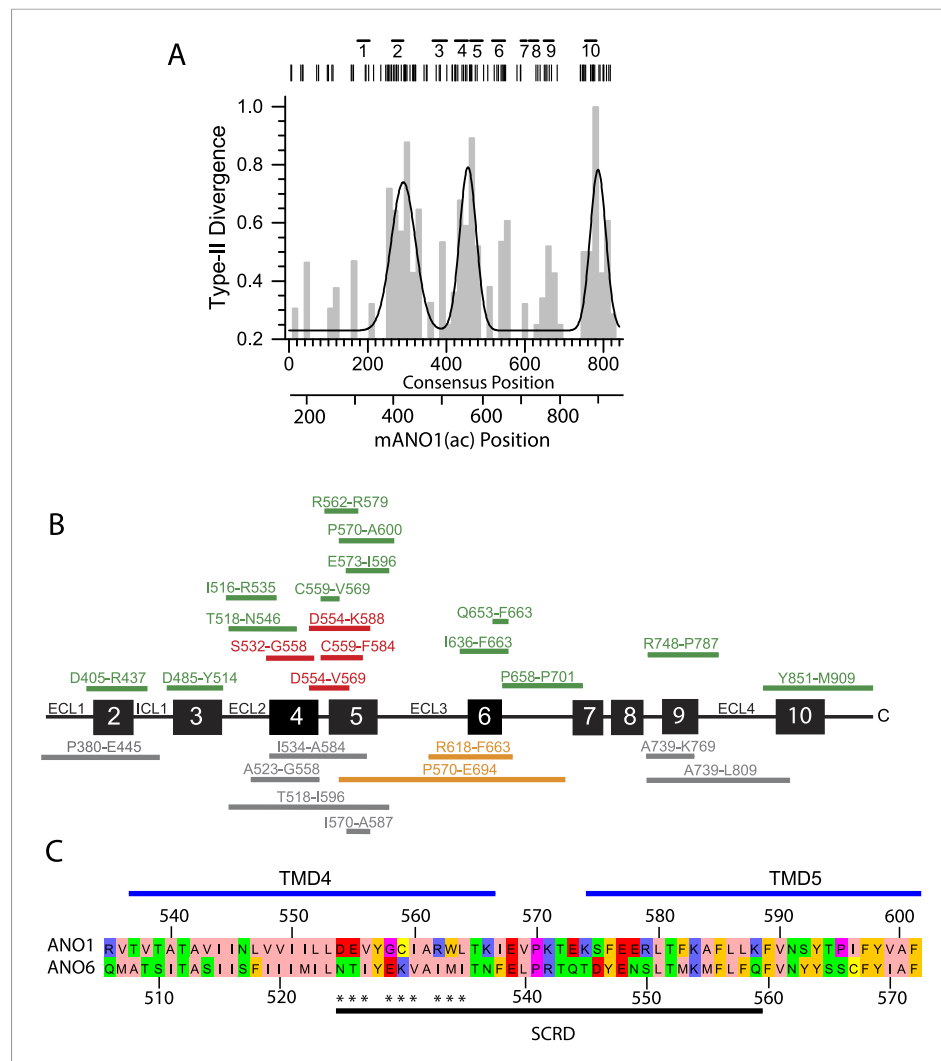 A
1 2 3 4 5 6 7 8 9 10
1.0
0.8
0.6
0.4
0.2
Type-II Divergence
0 200 400 600 800
Consensus Position
200 400 600 800
mANO1(ac) Position
B
R562-R579
P570-A600
E573-I596
I516-R535 C559-V569
Q653-F663
T518-N546 D554-K588
I636-F663
R748-P787
S532-G558 C559-F584
D405-R437 D485-Y514 D554-V569 P658-P701 Y851-M909
ECL1 2 ICL1 3 ECL2 4 5 ECL3 6 7 8 9 ECL4 10 C
P380-E445 I534-A584 R618-F663 A739-K769
A523-G558 P570-E694 A739-L809
T518-I596
I570-A587
C
TMD4 TMD5
540 550 560 570 580 590 600
ANO1 RVTVTATAVIINLVVIILLDEVYGCIARWLTKIEVPKTEKSFEERLTFKAFLLKFVNSYTPIFYVAF
ANO6 QMATSITASIISFIIIMILNTIYEKVAIMITNFELPRTQTDYENSLTMKMFLFQFVNYYSSCFYIAF
510 520 *** *** *** 540 550 560 570
SCRD